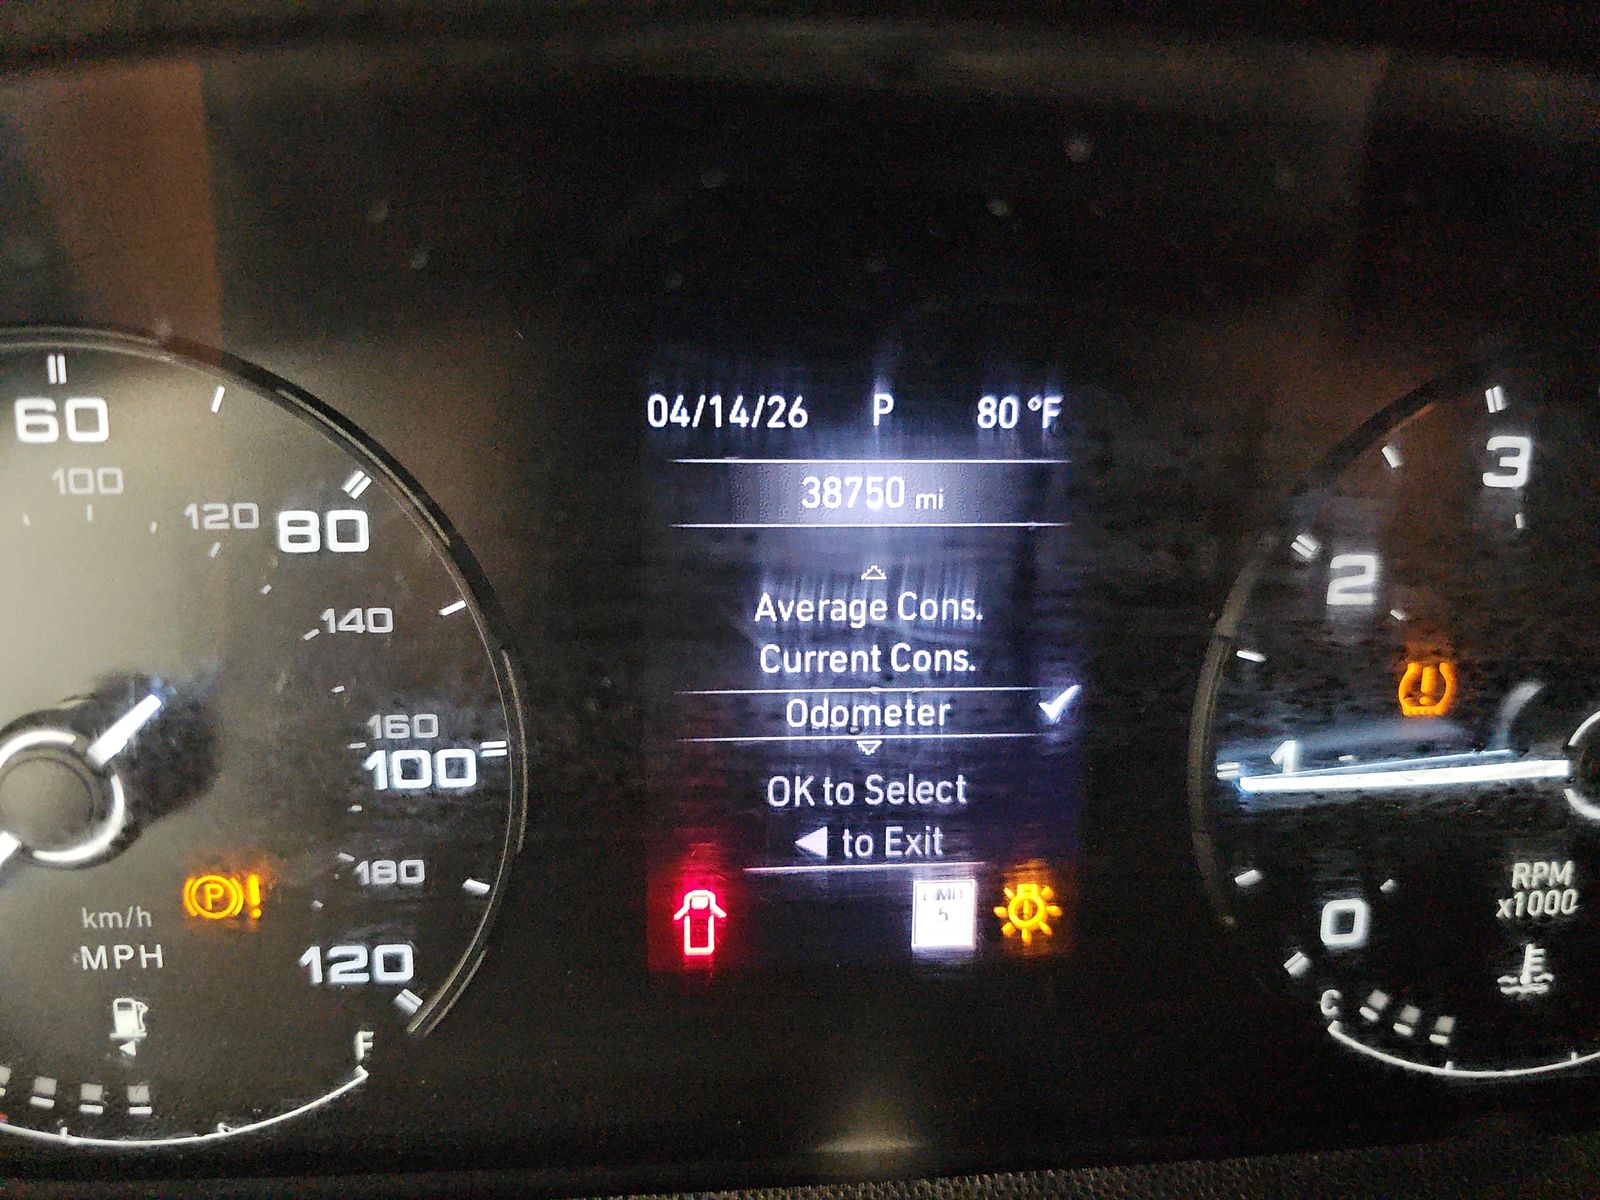 60
100
120
80
140
160
100
180
120
km/h
MPH
F
04/14/26 P 80 °F
38750 mi
Average Cons.
Current Cons.
Odometer
OK to Select
to Exit
LIMIT
3
2
1
0
RPM
x1000
C